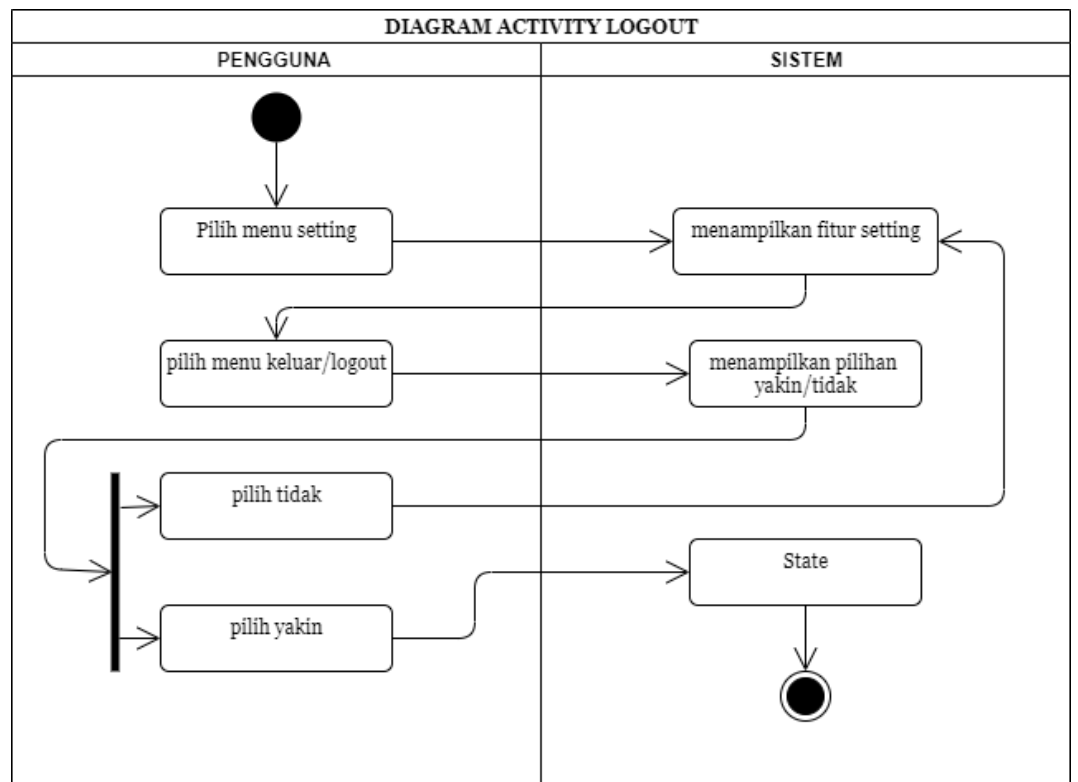 DIAGRAM ACTIVITY LOGOUT
PENGGUNA
SISTEM
Pilih menu setting
menampilkan fitur setting
pilih menu keluar/logout
menampilkan pilihan
yakin/tidak
pilih tidak
State
pilih yakin